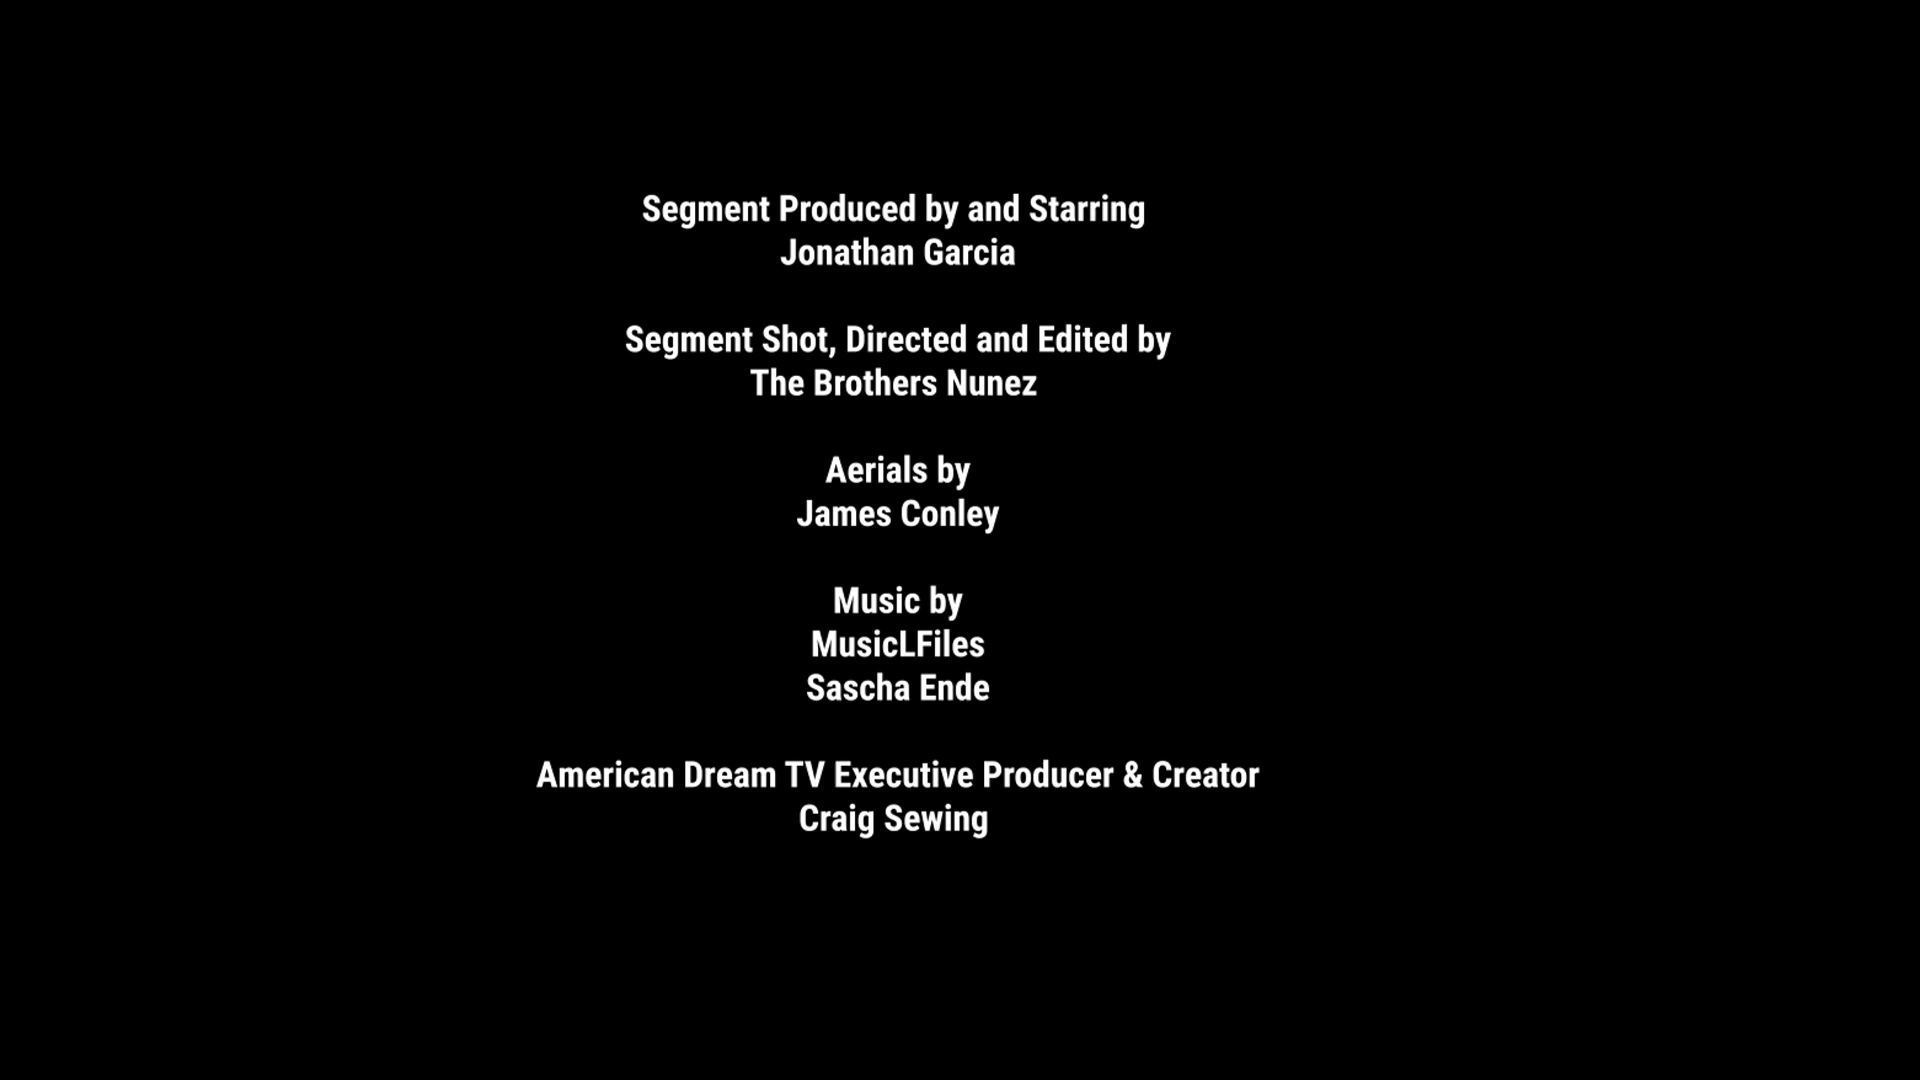 Segment Produced by and Starring
Jonathan Garcia
Segment Shot, Directed and Edited by
The Brothers Nunez
Aerials by
James Conley
Music by
MusicLFiles
Sascha Ende
American Dream TV Executive Producer & Creator
Craig Sewing